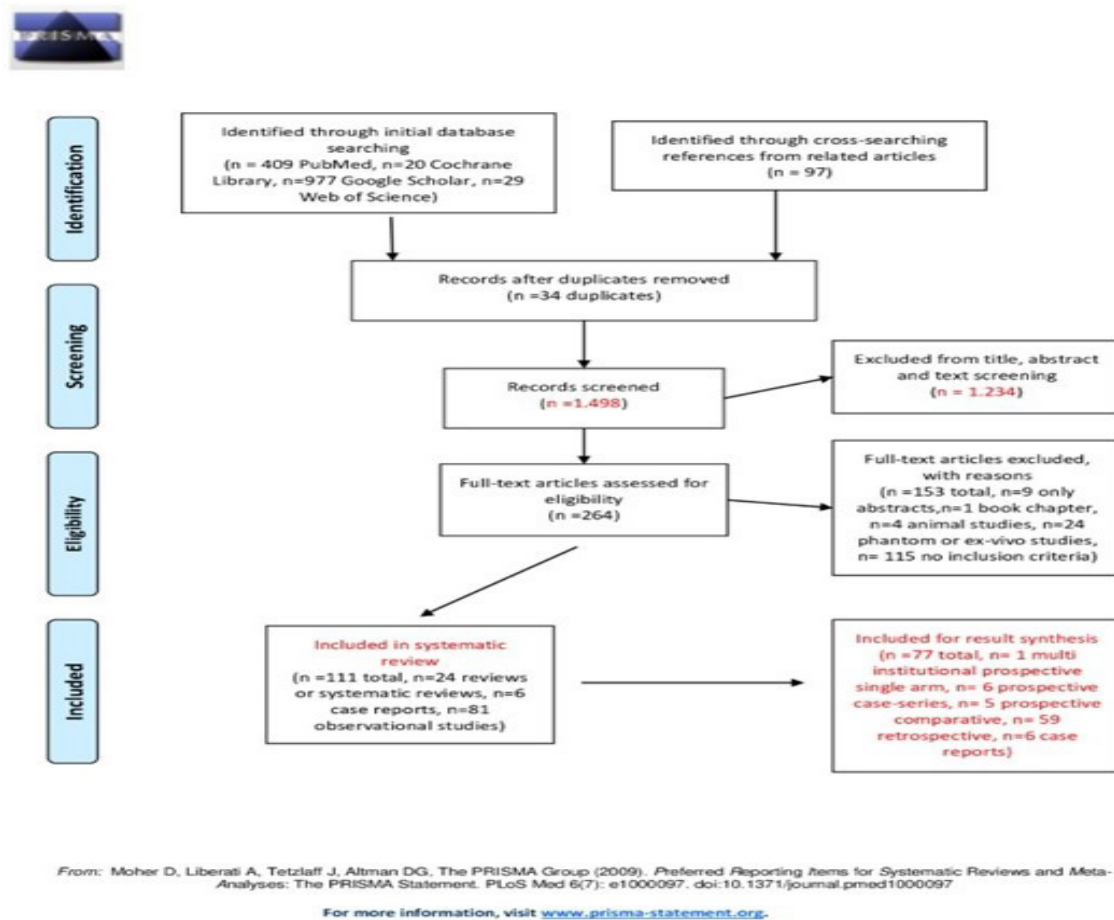 PRISMA
Identification
Identified through initial database
searching
(n = 409 PubMed, n=20 Cochrane
Library, n=977 Google Scholar, n=29
Web of Science)
Identified through cross-searching
references from related articles
(n = 97)
Records after duplicates removed
(n =34 duplicates)
Screening
Records screened
(n =1.498)
Excluded from title, abstract
and text screening
(n = 1.234)
Eligibility
Full-text articles assessed for
eligibility
(n =264)
Full-text articles excluded,
with reasons
(n =153 total, n=9 only
abstracts,n=1 book chapter,
n=4 animal studies, n=24
phantom or ex-vivo studies,
n= 115 no inclusion criteria)
Included
Included in systematic
review
(n =111 total, n=24 reviews
or systematic reviews, n=6
case reports, n=81
observational studies)
Included for result synthesis
(n =77 total, n= 1 multi
institutional prospective
single arm, n= 6 prospective
case-series, n= 5 prospective
comparative, n= 59
retrospective, n=6 case
reports)
From: Moher D, Liberati A, Tetzlaff J, Altman DG, The PRISMA Group (2009). Preferred Reporting Items for Systematic Reviews and Meta-
Analyses: The PRISMA Statement. PLoS Med 6(7): e1000097. doi:10.1371/journal.pmed1000097
For more information, visit www.prisma-statement.org.